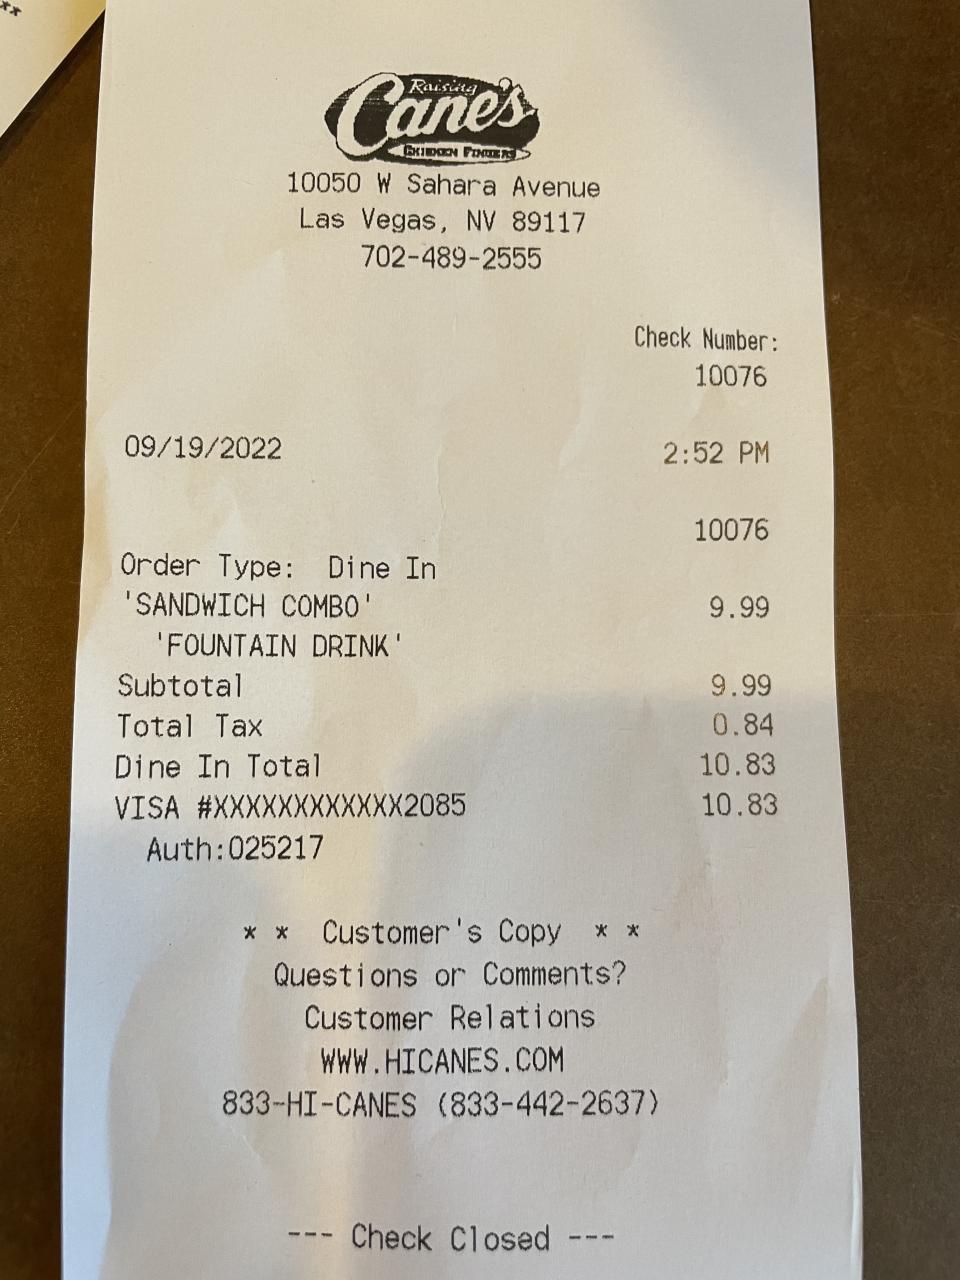 xx
Raising
Cane's
CHICKEN FINGERS
10050 W Sahara Avenue
Las Vegas, NV 89117
702-489-2555
Check Number:
10076
09/19/2022 2:52 PM
10076
Order Type: Dine In
'SANDWICH COMBO' 9.99
'FOUNTAIN DRINK'
Subtotal 9.99
Total Tax 0.84
Dine In Total 10.83
VISA #XXXXXXXXXXXX2085 10.83
Auth:025217
* * Customer's Copy * *
Questions or Comments?
Customer Relations
WWW.HICANES.COM
833-HI-CANES (833-442-2637)
--- Check Closed ---